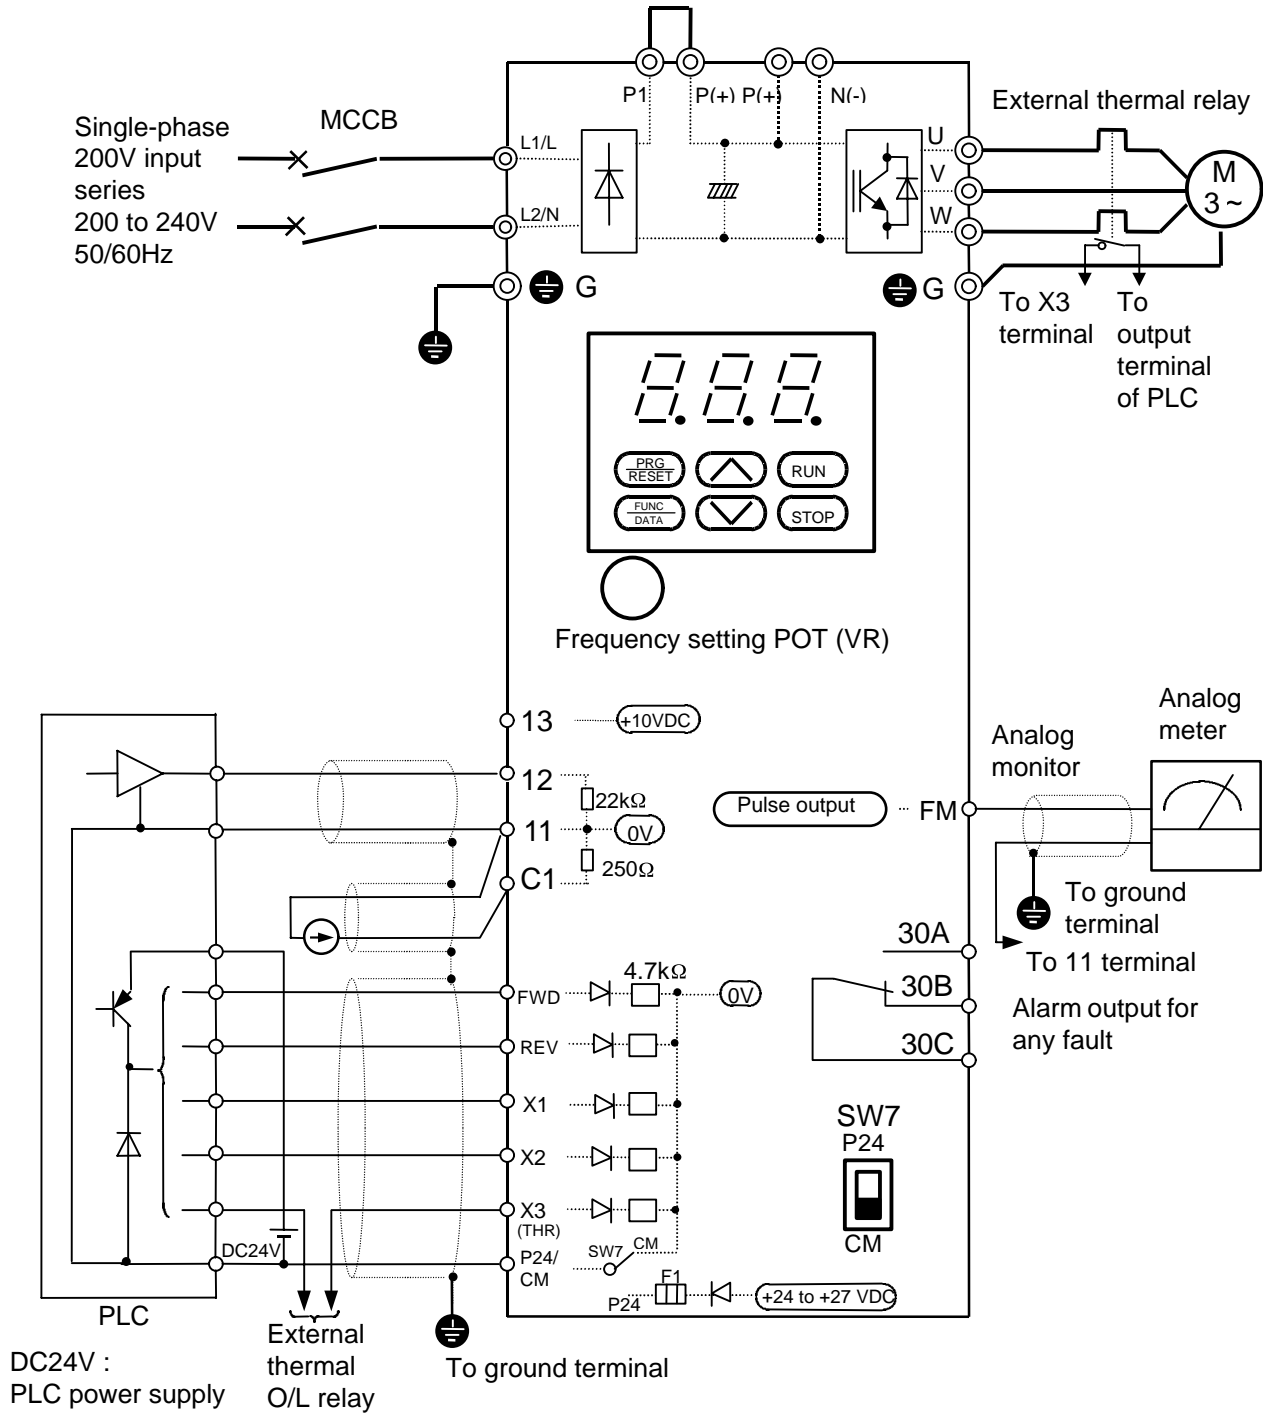 P1
P(+)
P(+)
N(-)
Single-phase
200V input
series
200 to 240V
50/60Hz
MCCB
L1/L
L2/N
G
External thermal relay
U
V
W
M
3~
G
To X3
terminal
To
output
terminal
of PLC
PRG
RESET
RUN
FUNC
DATA
STOP
Frequency setting POT (VR)
13
+10VDC
12
22kΩ
11
0V
250Ω
C1
Pulse output
FM
Analog
monitor
Analog
meter
To ground
terminal
To 11 terminal
30A
30B
30C
Alarm output for
any fault
FWD
4.7kΩ
0V
REV
X1
X2
X3
(THR)
P24/
CM
SW7
CM
P24
F1
+24 to +27 VDC
SW7
P24
CM
DC24V
PLC
DC24V :
PLC power supply
External
thermal
O/L relay
To ground terminal